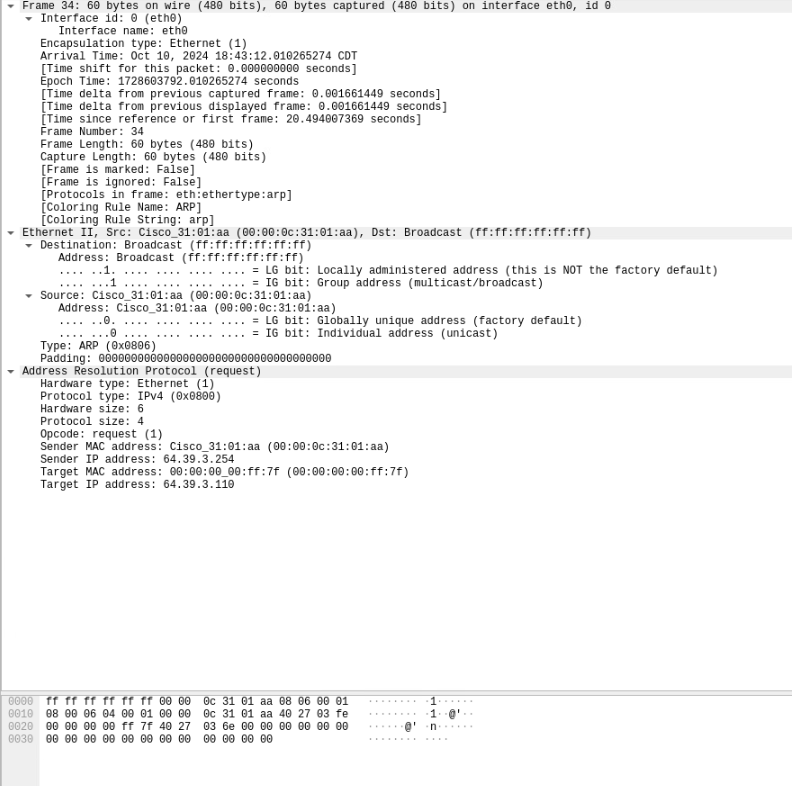 Frame 34: 60 bytes on wire (480 bits), 60 bytes captured (480 bits) on interface eth0, id 0
Interface id: 0 (eth0)
Interface name: eth0
Encapsulation type: Ethernet (1)
Arrival Time: Oct 10, 2024 18:43:12.010265274 CDT
[Time shift for this packet: 0.000000000 seconds]
Epoch Time: 1728603792.010265274 seconds
[Time delta from previous captured frame: 0.001661449 seconds]
[Time delta from previous displayed frame: 0.001661449 seconds]
[Time since reference or first frame: 20.494007369 seconds]
Frame Number: 34
Frame Length: 60 bytes (480 bits)
Capture Length: 60 bytes (480 bits)
[Frame is marked: False]
[Frame is ignored: False]
[Protocols in frame: eth:ethertype:arp]
[Coloring Rule Name: ARP]
[Coloring Rule String: arp]
Ethernet II, Src: Cisco_31:01:aa (00:00:0c:31:01:aa), Dst: Broadcast (ff:ff:ff:ff:ff:ff)
Destination: Broadcast (ff:ff:ff:ff:ff:ff)
Address: Broadcast (ff:ff:ff:ff:ff:ff)
.... ..1. .... .... .... .... = LG bit: Locally administered address (this is NOT the factory default)
.... ...1 .... .... .... .... = IG bit: Group address (multicast/broadcast)
Source: Cisco_31:01:aa (00:00:0c:31:01:aa)
Address: Cisco_31:01:aa (00:00:0c:31:01:aa)
.... ..0. .... .... .... .... = LG bit: Globally unique address (factory default)
.... ...0 .... .... .... .... = IG bit: Individual address (unicast)
Type: ARP (0x0806)
Padding: 000000000000000000000000000000000000
Address Resolution Protocol (request)
Hardware type: Ethernet (1)
Protocol type: IPv4 (0x0800)
Hardware size: 6
Protocol size: 4
Opcode: request (1)
Sender MAC address: Cisco_31:01:aa (00:00:0c:31:01:aa)
Sender IP address: 64.39.3.254
Target MAC address: 00:00:00_00:ff:7f (00:00:00:00:ff:7f)
Target IP address: 64.39.3.110
0000 ff ff ff ff ff ff 00 00 0c 31 01 aa 08 06 00 01 ········ ·1······
0010 08 00 06 04 00 01 00 00 0c 31 01 aa 40 27 03 fe ········ ·1··@'··
0020 00 00 00 00 ff 7f 40 27 03 6e 00 00 00 00 00 00 ······@' ·n······
0030 00 00 00 00 00 00 00 00 00 00 00 00 ········ ····